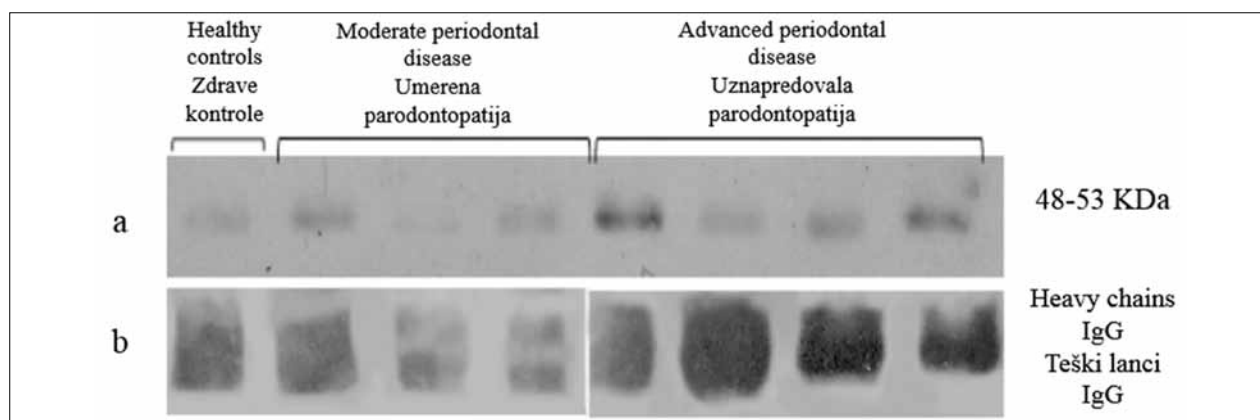 Healthy
controls
Zdrave
kontrole
Moderate periodontal
disease
Umerena
parodontopatija
Advanced periodontal
disease
Uznapredovala
parodontopatija
a
48-53 KDa
b
Heavy chains
IgG
Teški lanci
IgG